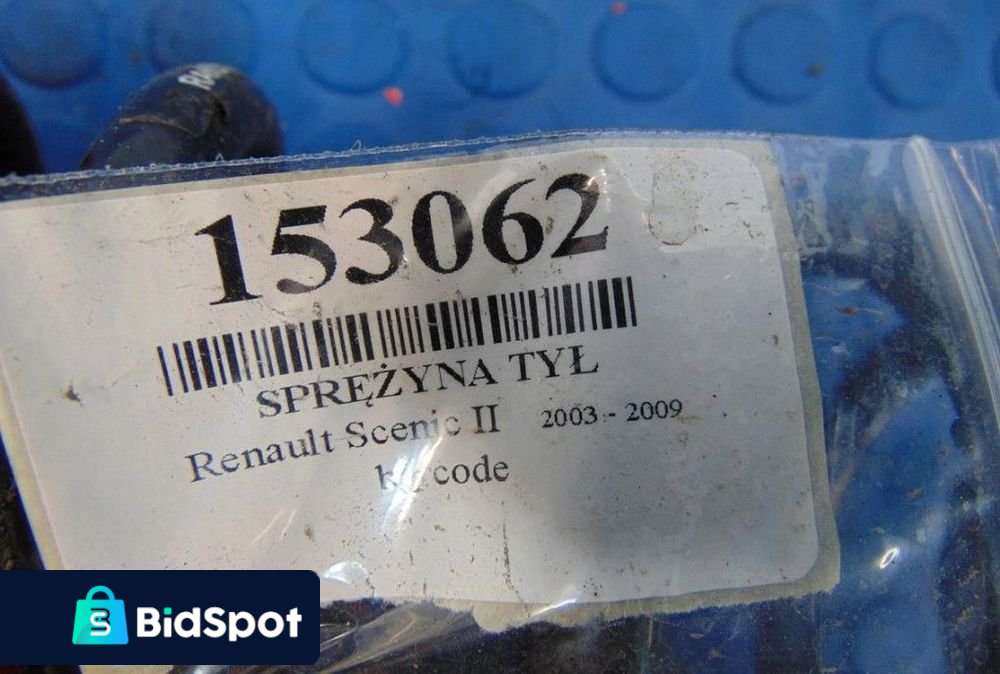 153062
SPRĘŻYNA TYŁ
Renault Scenic II 2003 - 2009
code
BidSpot